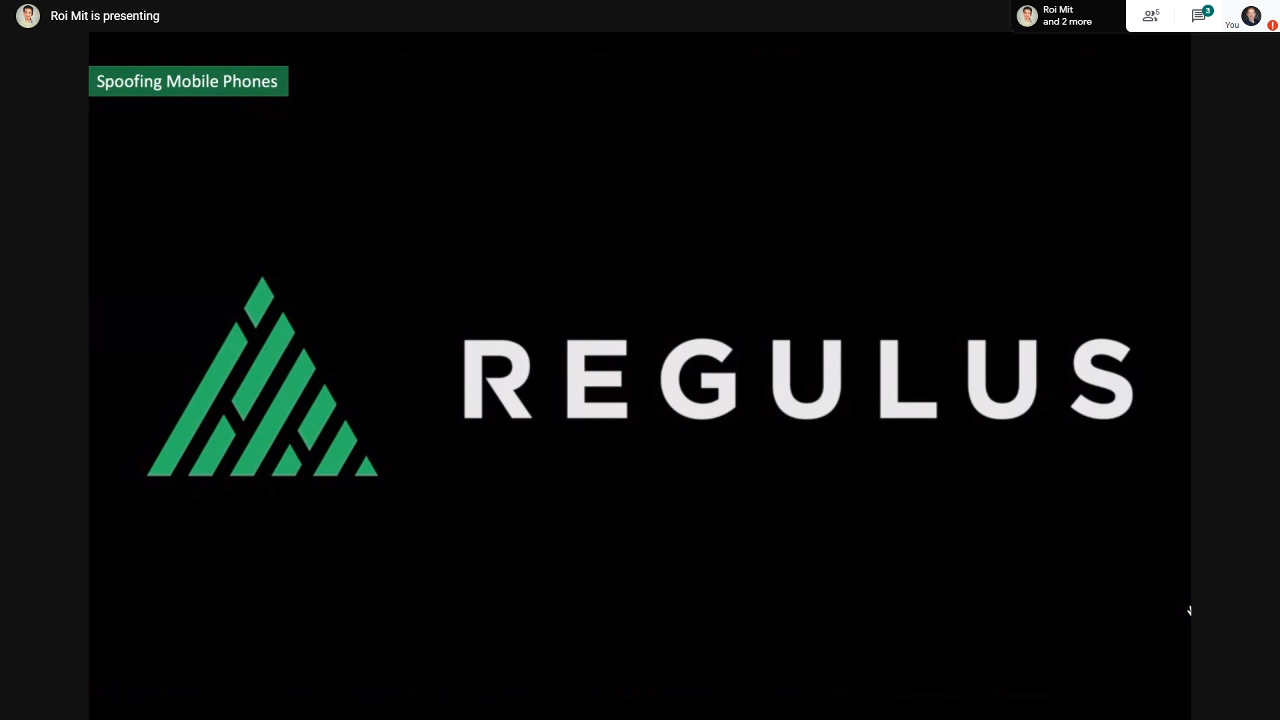 Roi Mit is presenting
Roi Mit
and 2 more
5
3
You
Spoofing Mobile Phones
REGULUS